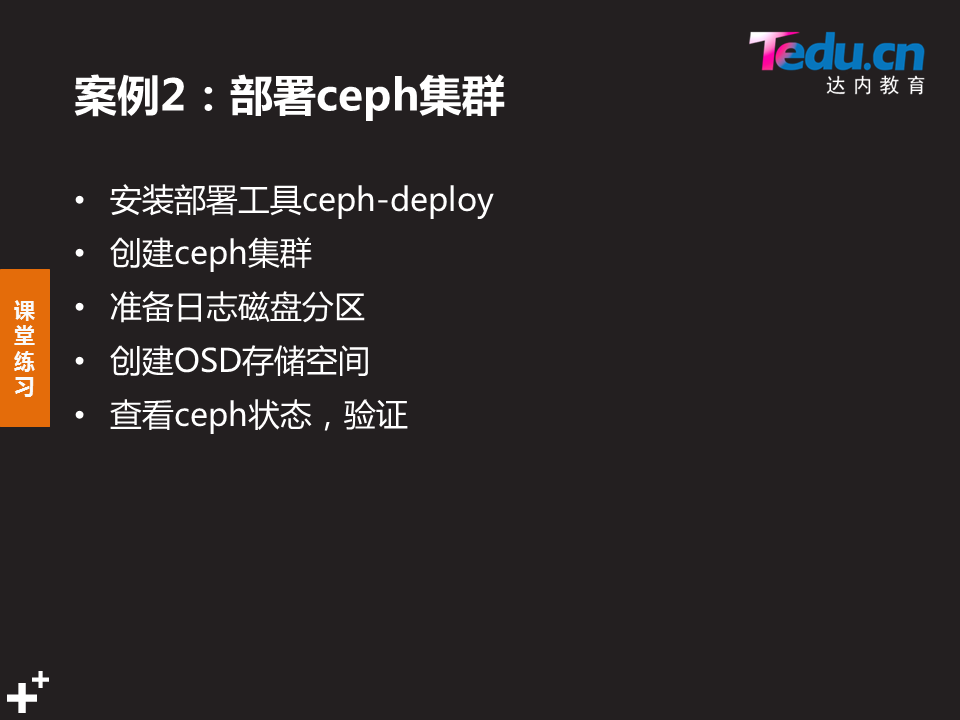 Tedu.cn
达内教育
案例2：部署ceph集群
• 安装部署工具ceph-deploy
• 创建ceph集群
• 准备日志磁盘分区
• 创建OSD存储空间
• 查看ceph状态，验证
课堂练习